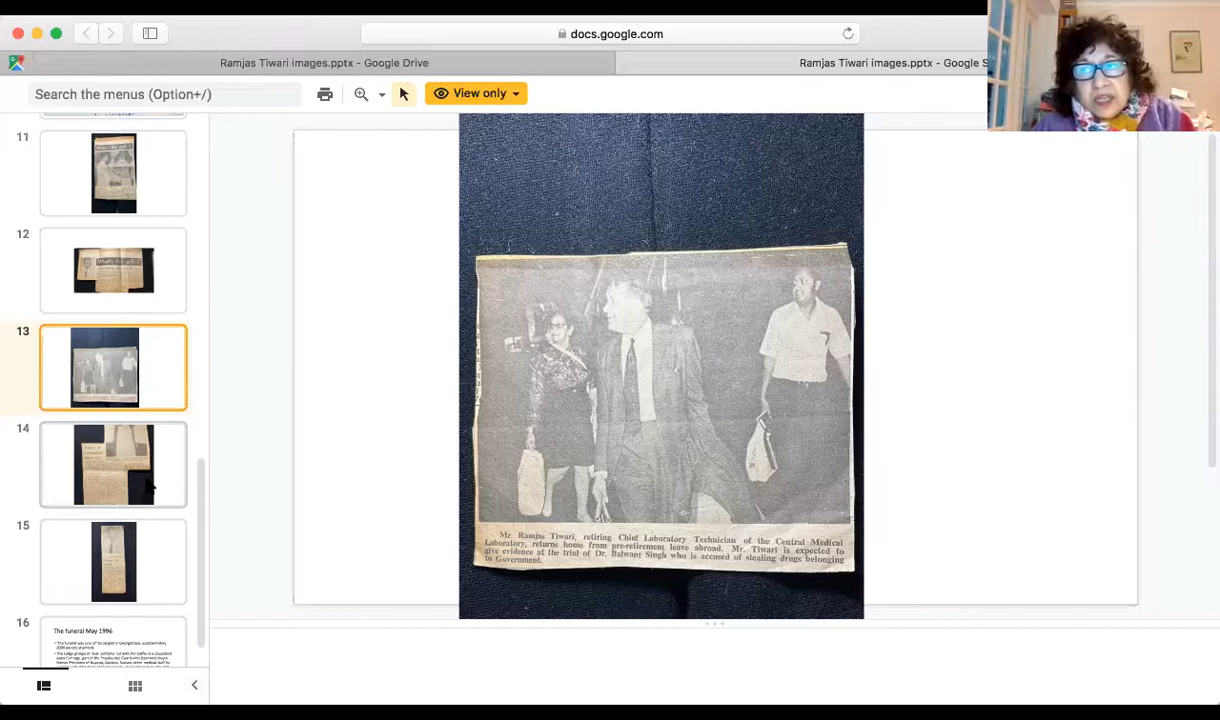 docs.google.com
Ramjas Tiwari images.pptx - Google Drive
Ramjas Tiwari images.pptx - Google S
Search the menus (Option+/)
View only
11
12
13
14
15
16
What's the
The funeral May 1996
Mr. Ramjas Tiwari, retiring Chief Laboratory Technician of the Central Medical
Laboratory, returns home from pre-retirement leave abroad. Mr. Tiwari is expected to
give evidence at the trial of Dr. Balwant Singh who is accused of stealing drugs belonging
to Government.